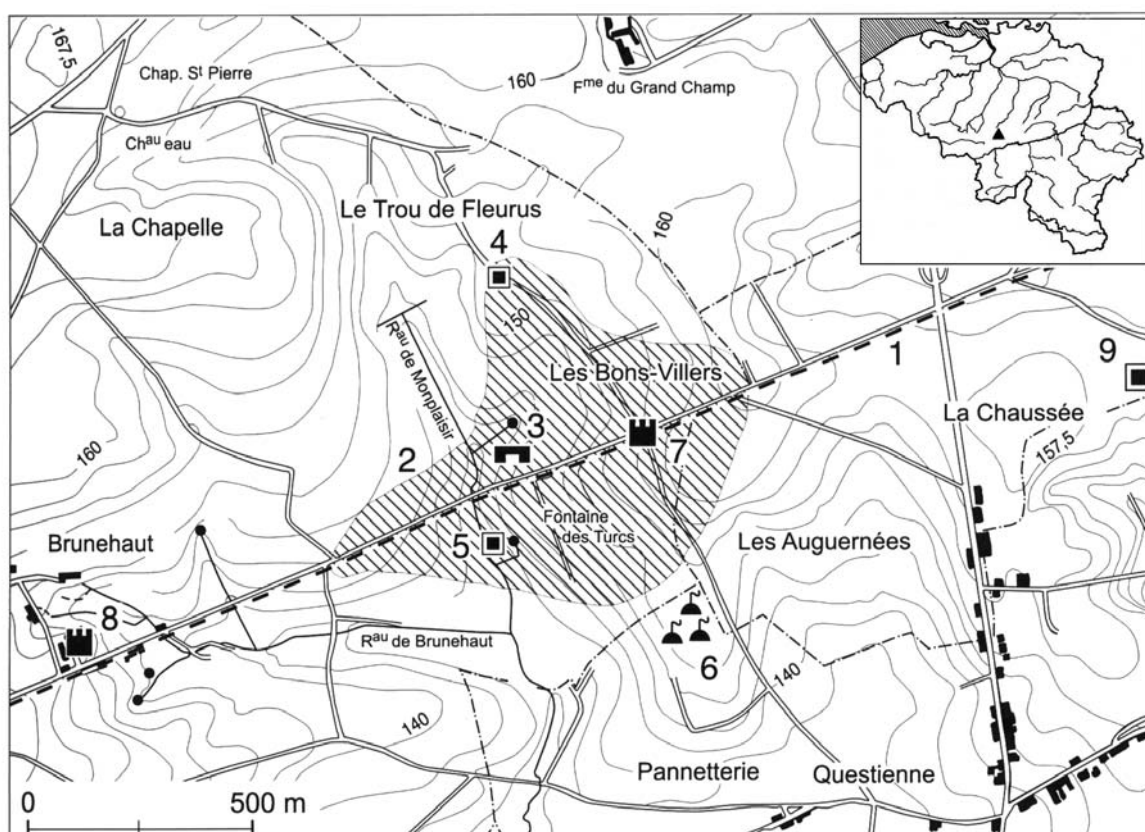 167,5
Chap. St Pierre
160
Fme du Grand Champ
Chau eau
Le Trou de Fleurus
La Chapelle
4
160
150
1
Rau de Monplaisir
Les Bons-Villers
9
La Chaussée
3
2
7
157,5
160
Fontaine
des Turcs
5
Brunehaut
Les Auguernées
8
Rau de Brunehaut
6
140
140
Pannetterie
Questienne
0
500 m